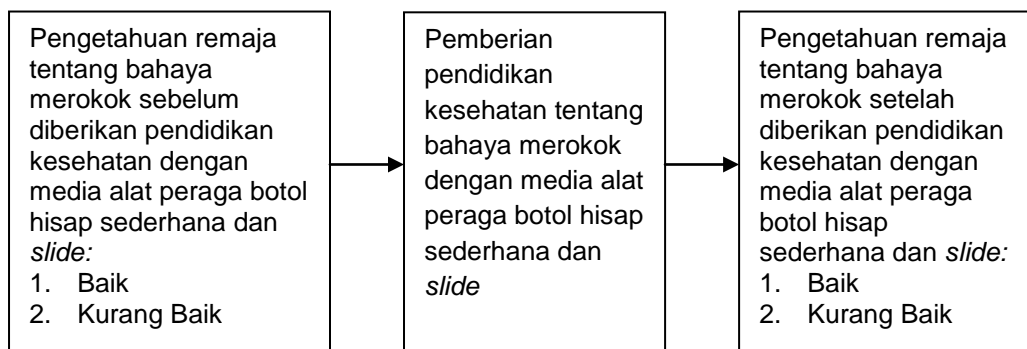 Pengetahuan remaja
tentang bahaya
merokok sebelum
diberikan pendidikan
kesehatan dengan
media alat peraga botol
hisap sederhana dan
slide:
1. Baik
2. Kurang Baik
Pemberian
pendidikan
kesehatan tentang
bahaya merokok
dengan media alat
peraga botol hisap
sederhana dan
slide
Pengetahuan remaja
tentang bahaya
merokok setelah
diberikan pendidikan
kesehatan dengan
media alat peraga
botol hisap
sederhana dan slide:
1. Baik
2. Kurang Baik